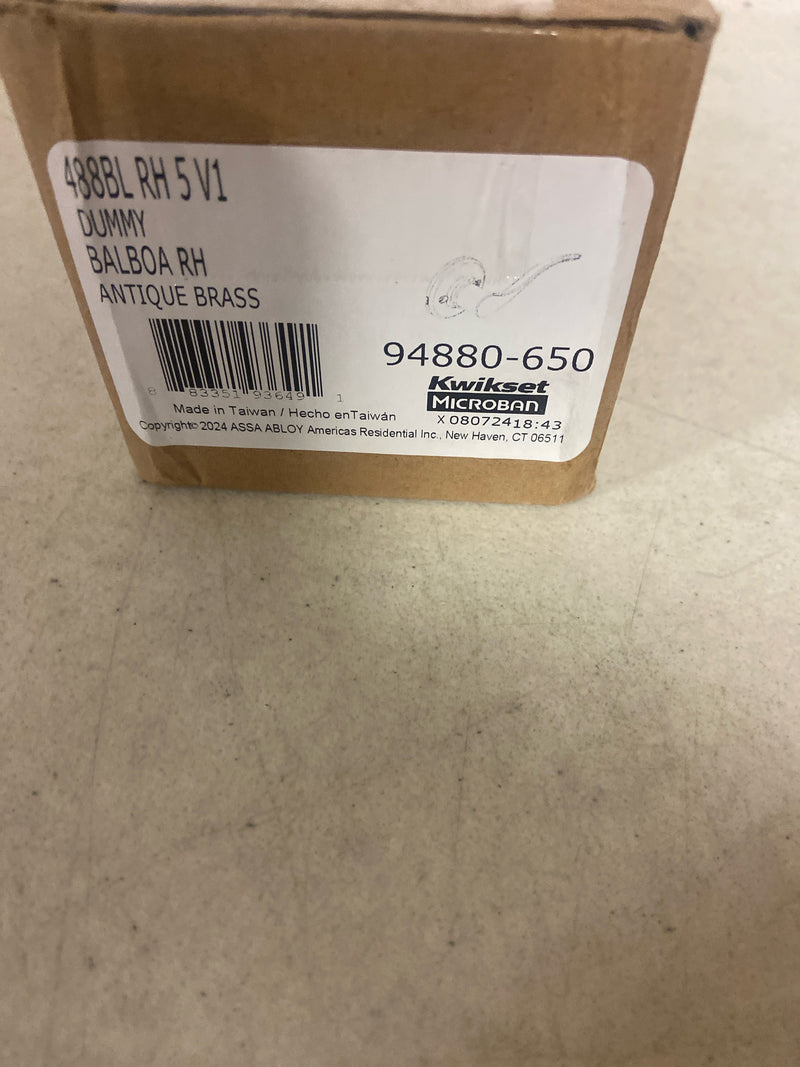 488BL RH 5 V1
DUMMY
BALBOA RH
ANTIQUE BRASS
8 83351 93649 1
94880-650
Kwikset
MICROBAN
X 08072418:43
Made in Taiwan / Hecho enTaiwán
Copyright© 2024 ASSA ABLOY Americas Residential Inc., New Haven, CT 06511